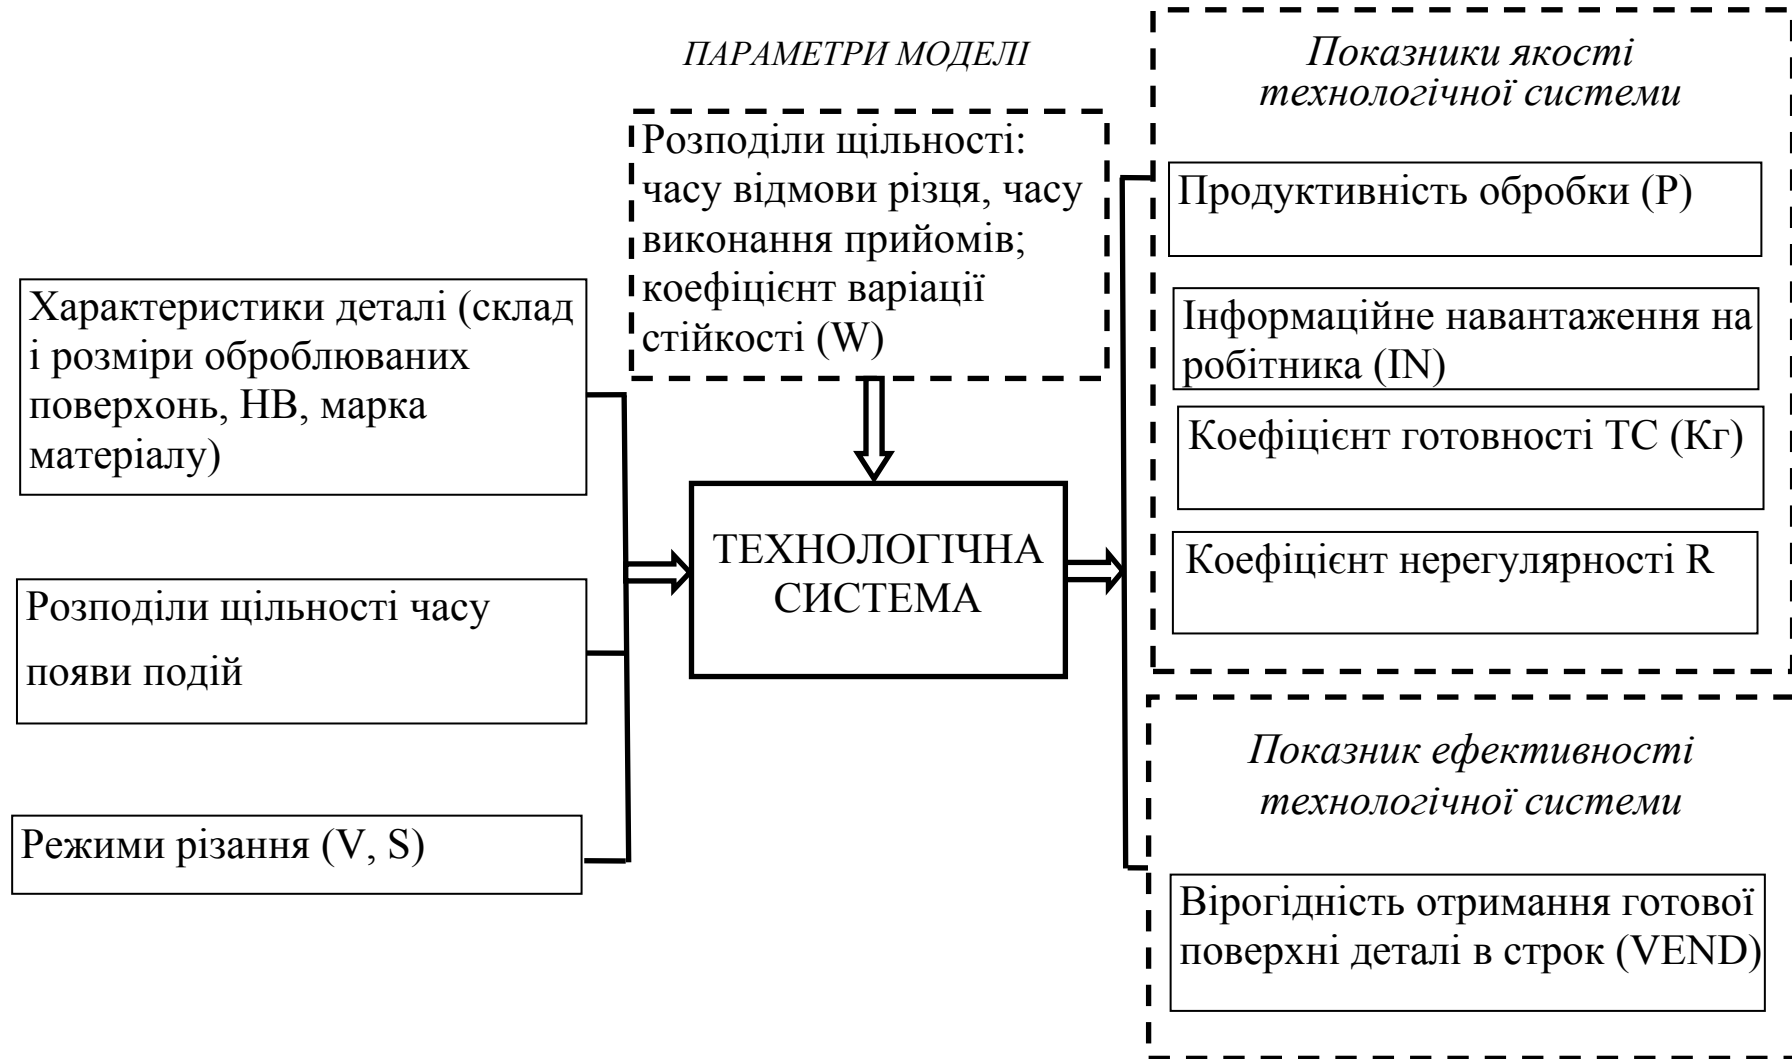 ПАРАМЕТРИ МОДЕЛІ
Розподіли щільності:
часу відмови різця, часу
виконання прийомів;
коефіцієнт варіації
стійкості (W)
Характеристики деталі (склад
і розміри оброблюваних
поверхонь, НВ, марка
матеріалу)
Розподіли щільності часу
появи подій
Режими різання (V, S)
ТЕХНОЛОГІЧНА
СИСТЕМА
Показники якості
технологічної системи
Продуктивність обробки (P)
Інформаційне навантаження на
робітника (IN)
Коефіцієнт готовності ТС (Кг)
Коефіцієнт нерегулярності R
Показник ефективності
технологічної системи
Вірогідність отримання готової
поверхні деталі в строк (VEND)